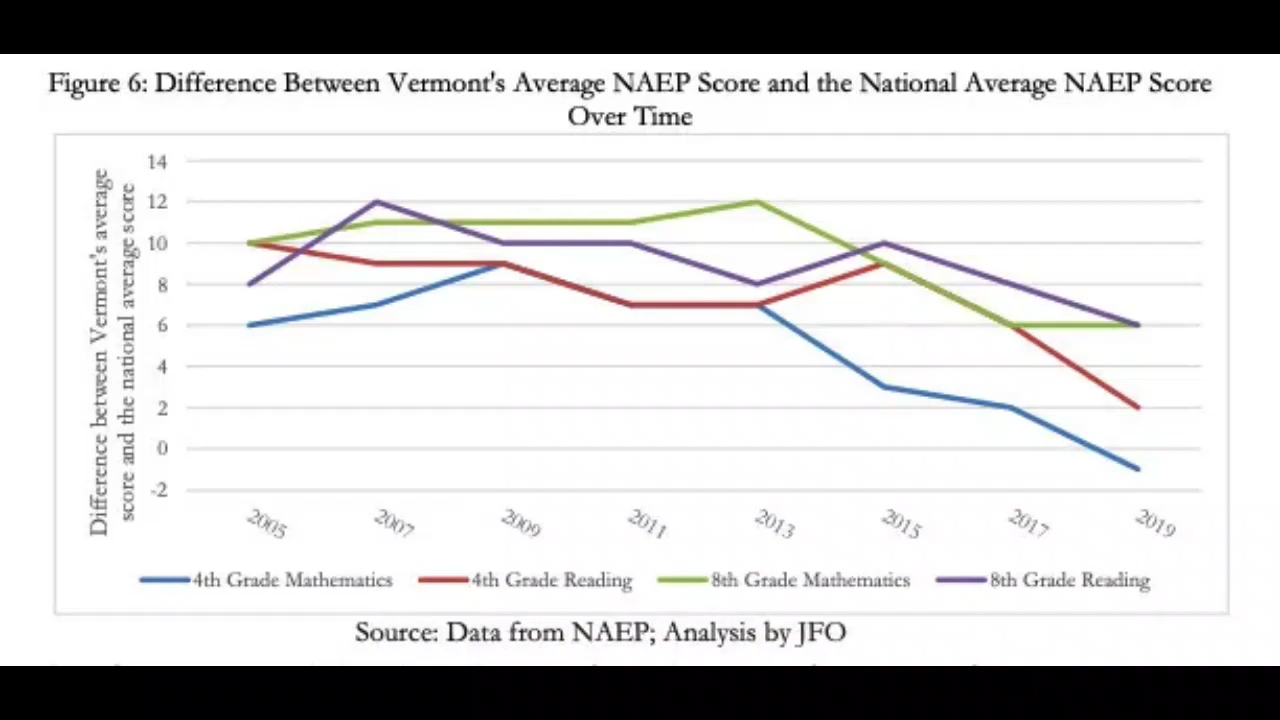 Figure 6: Difference Between Vermont's Average NAEP Score and the National Average NAEP Score
Over Time
Difference between Vermont's average
score and the national average score
14
12
10
8
6
4
2
0
-2
2005
2007
2009
2011
2013
2015
2017
2019
4th Grade Mathematics
4th Grade Reading
8th Grade Mathematics
8th Grade Reading
Source: Data from NAEP; Analysis by JFO